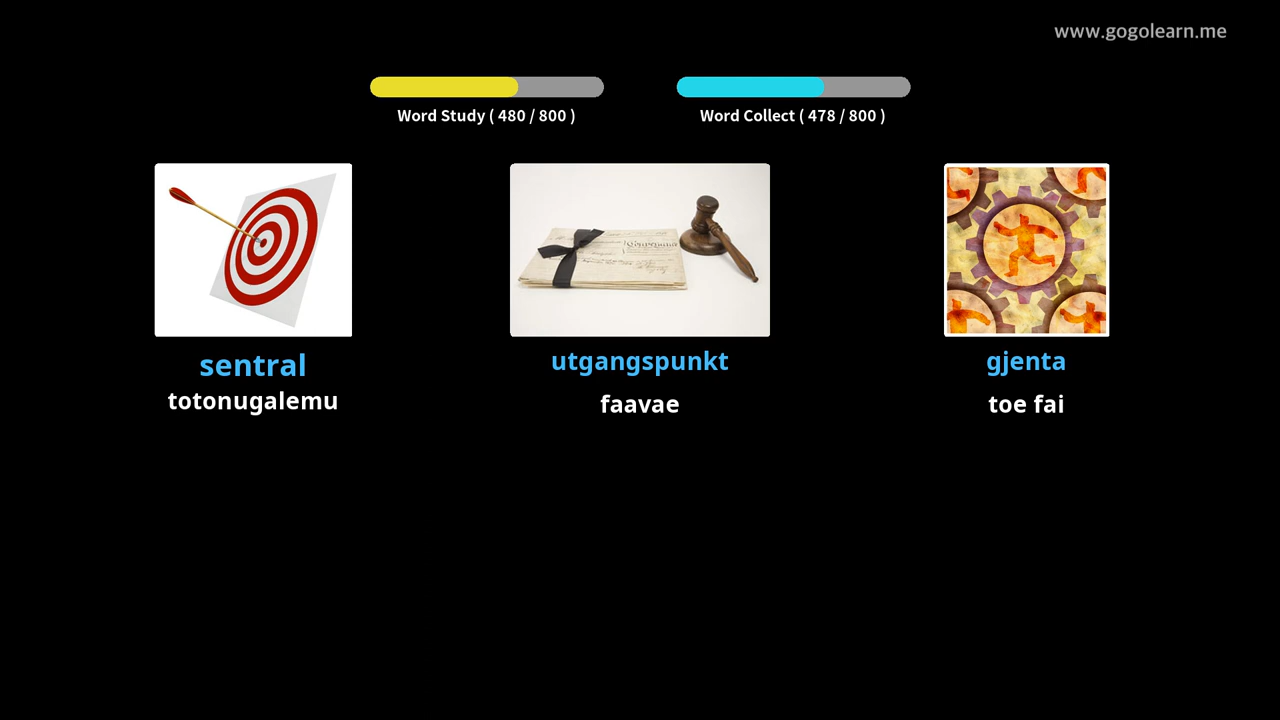 www.gogolearn.me
Word Study ( 480 / 800 )
Word Collect ( 478 / 800 )
sentral
totonugalemu
utgangspunkt
faavae
gjenta
toe fai